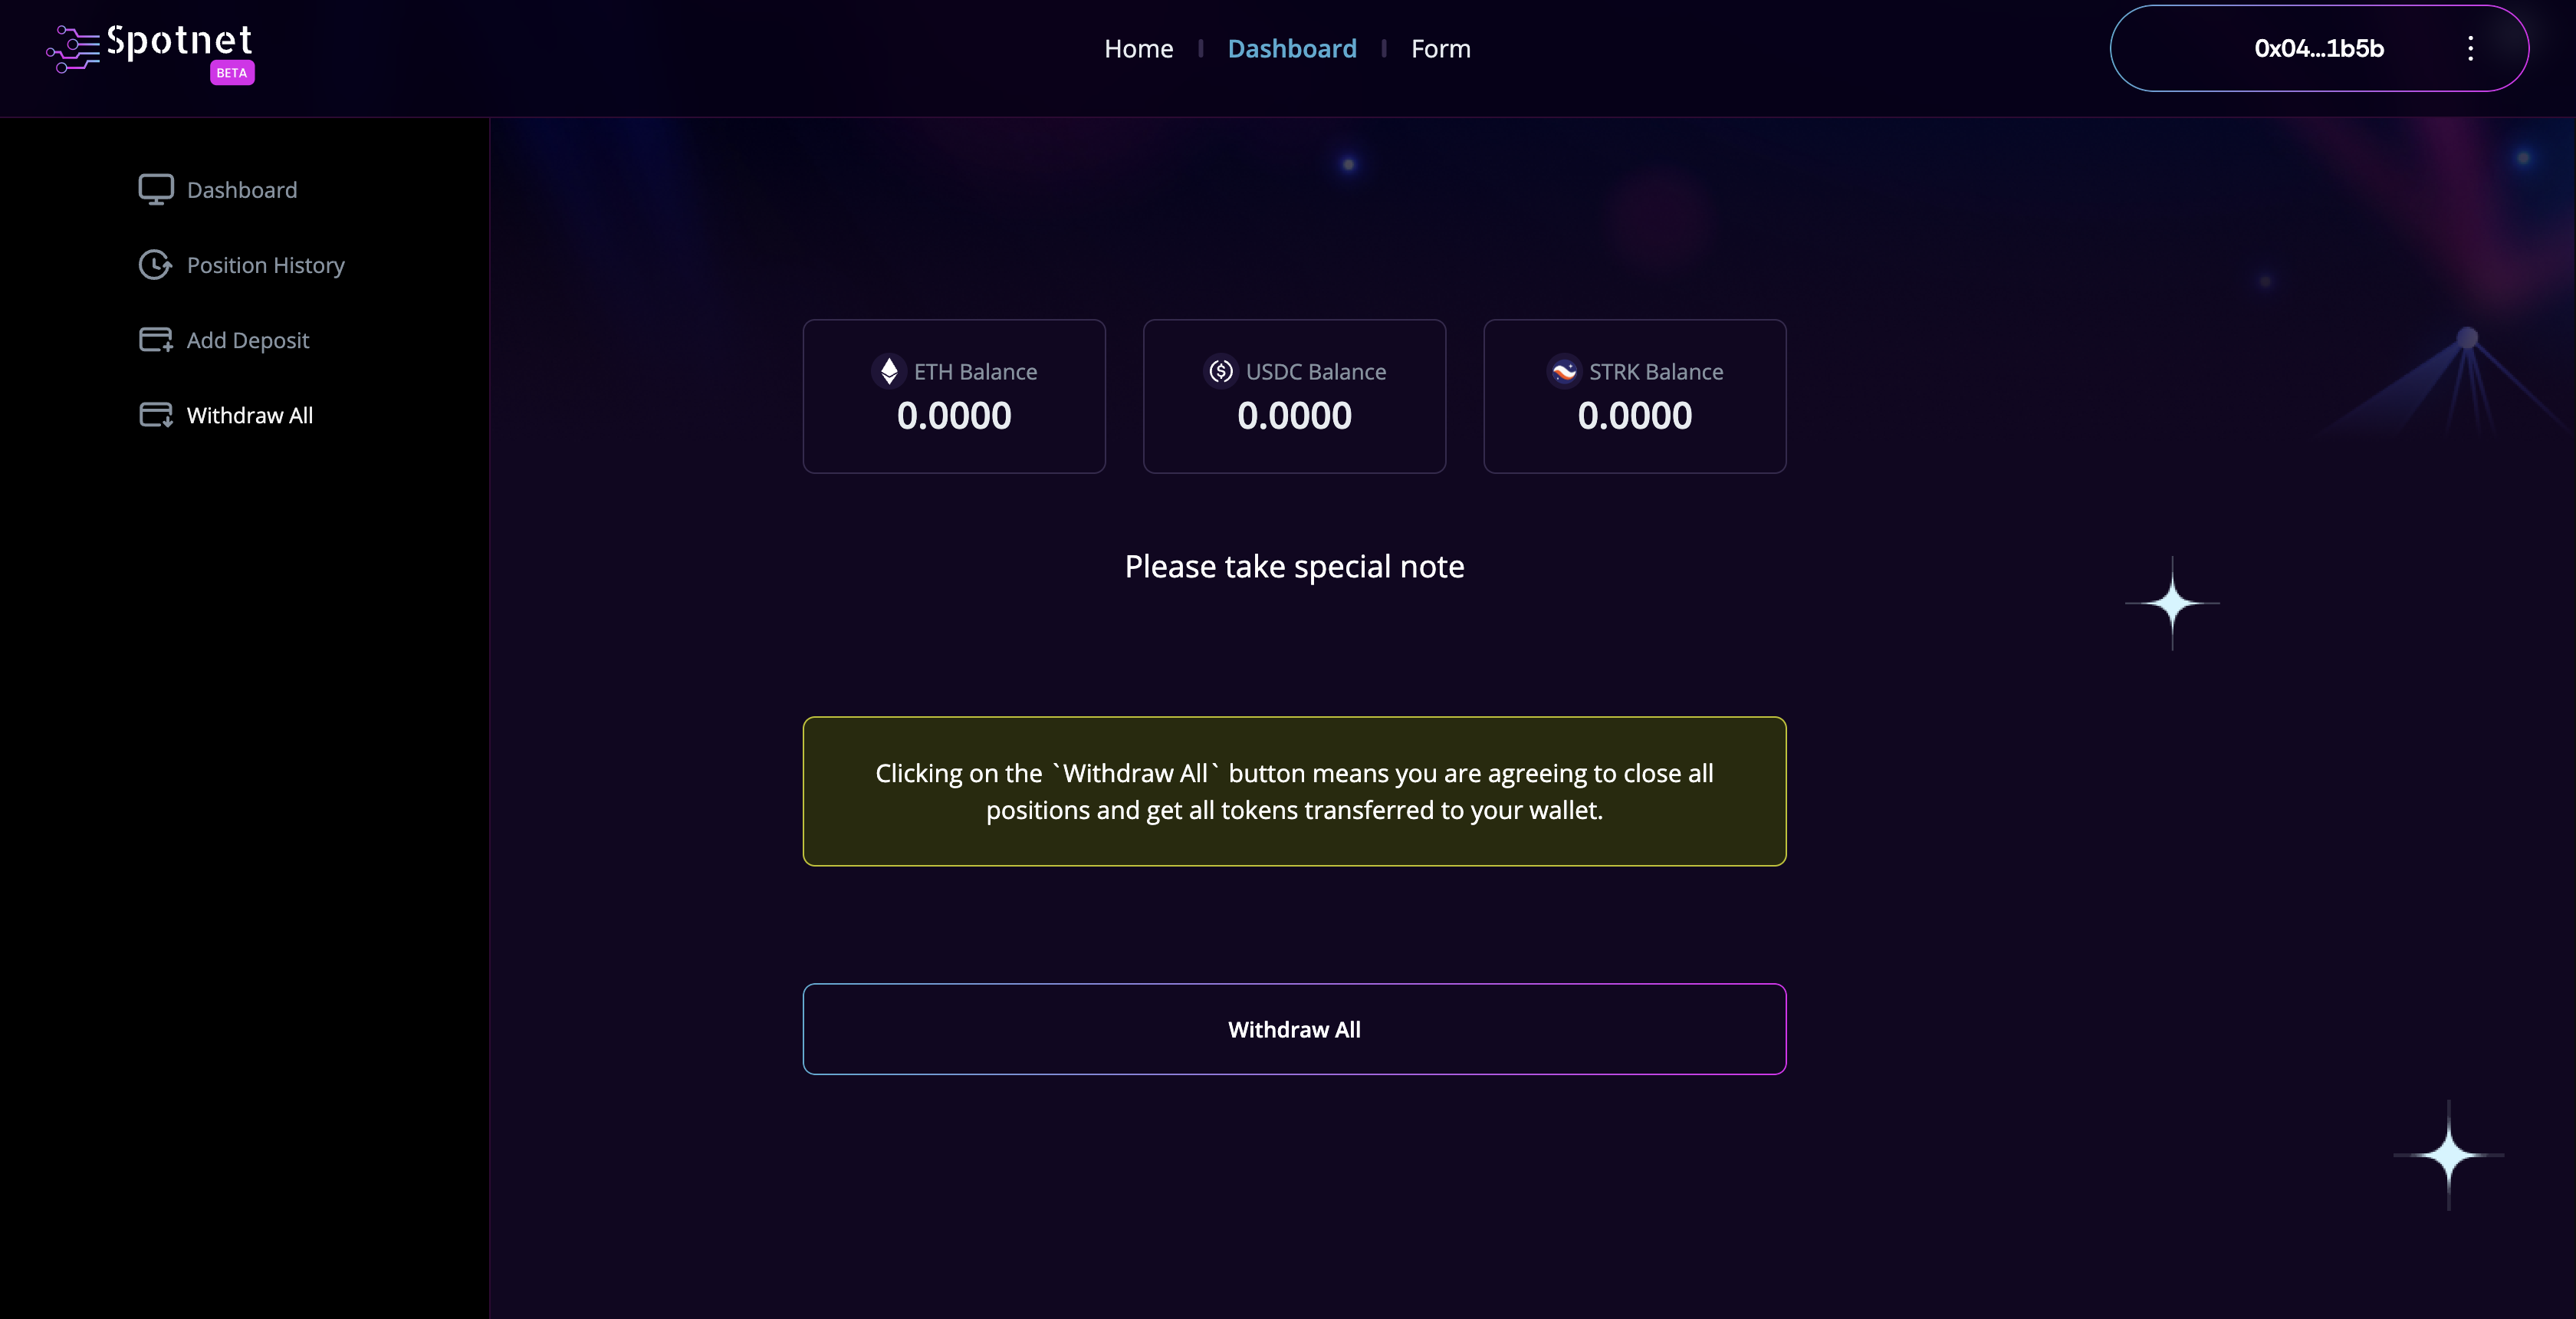 Spotnet
BETA
Home
Dashboard
Form
0x04...1b5b
Dashboard
Position History
Add Deposit
Withdraw All
ETH Balance
0.0000
USDC Balance
0.0000
STRK Balance
0.0000
Please take special note
Clicking on the `Withdraw All` button means you are agreeing to close all
positions and get all tokens transferred to your wallet.
Withdraw All